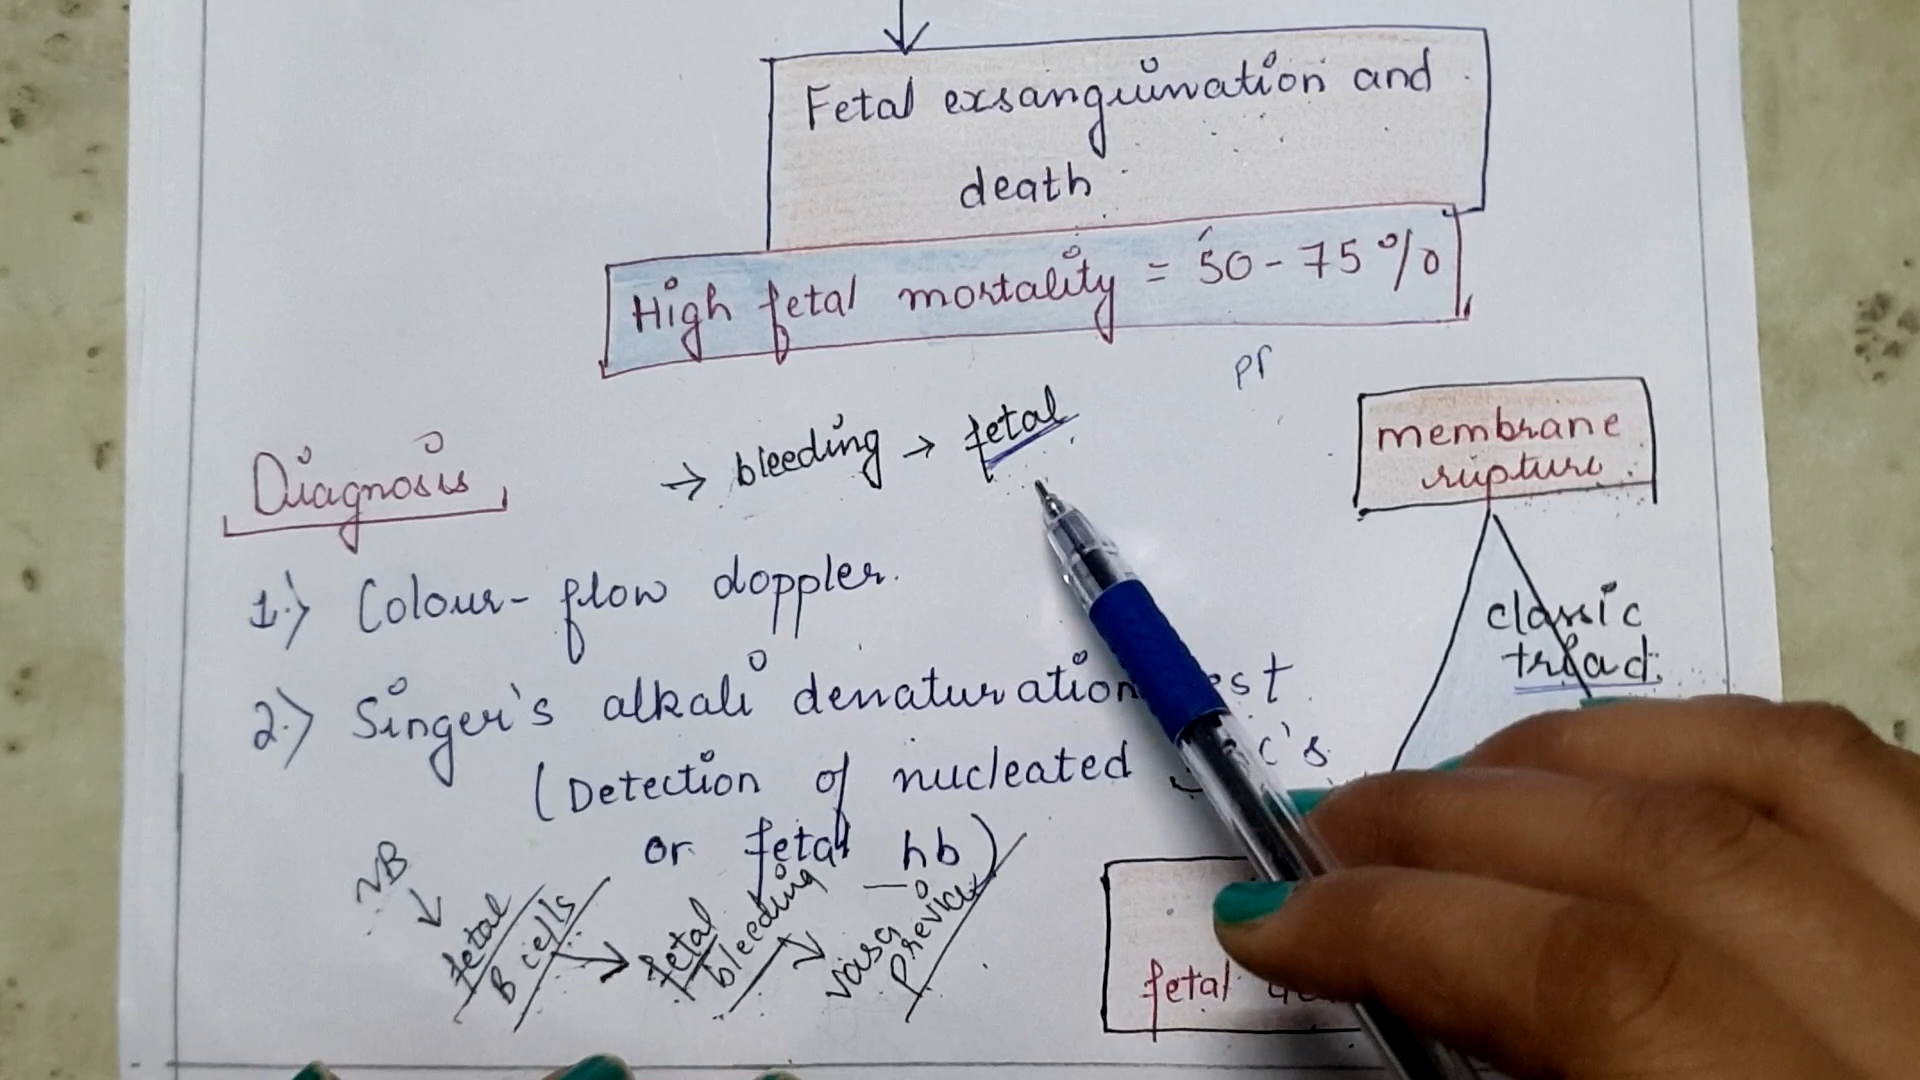 Fetal exsanguination and
death
High fetal mortality = 50-75%
pr
Diagnosis
→ bleeding → fetal
membrane
rupture
1.) Colour-flow doppler.
classic
triad.
2.) Singer's alkali denaturation
(Detection of nucleated
or fetal hb)
VB
↓
fetal
B cells
→ fetal
bleeding
→ vasa
previa
fetal